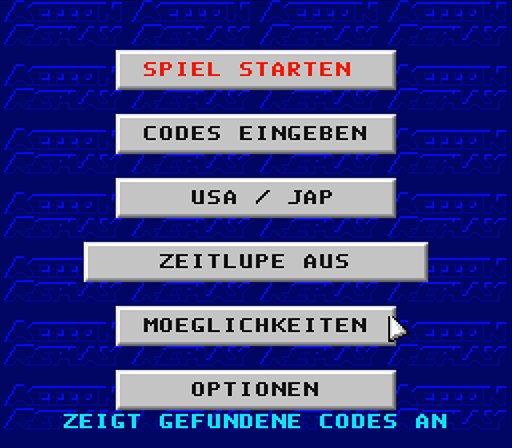 SPIEL STARTEN
CODES EINGEBEN
USA / JAP
ZEITLUPE AUS
MOEGLICHKEITEN
OPTIONEN
ZEIGT GEFUNDENE CODES AN